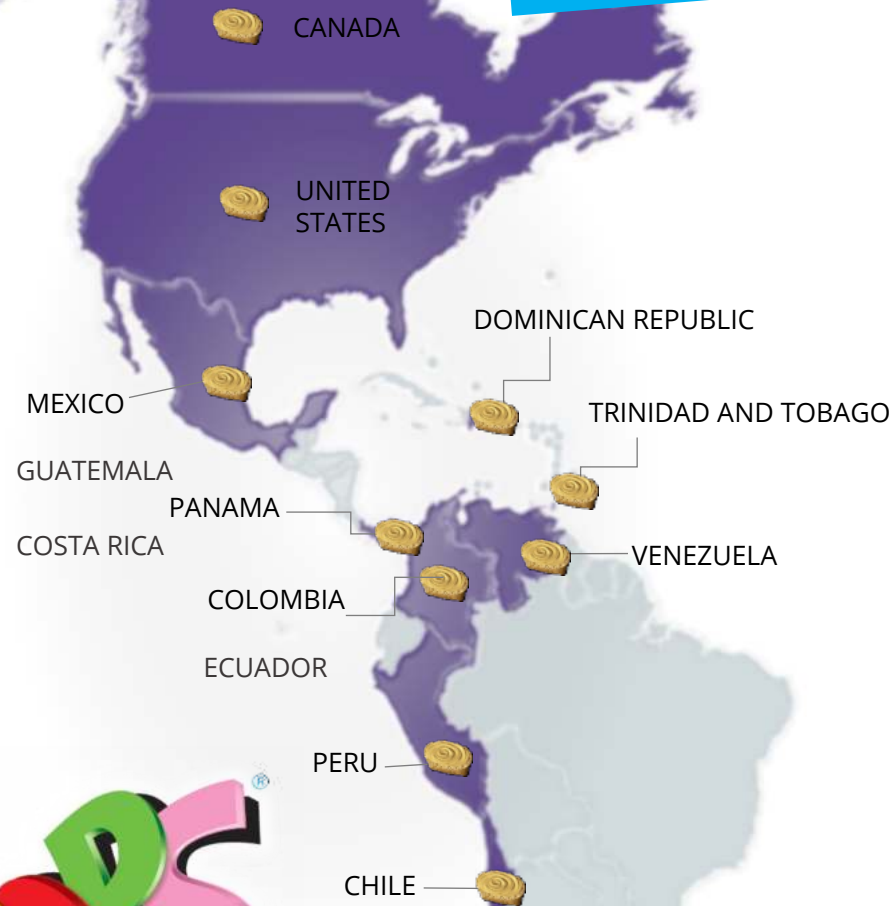 CANADA
UNITED
STATES
DOMINICAN REPUBLIC
MEXICO
TRINIDAD AND TOBAGO
GUATEMALA
PANAMA
COSTA RICA
VENEZUELA
COLOMBIA
ECUADOR
PERU
®
CHILE